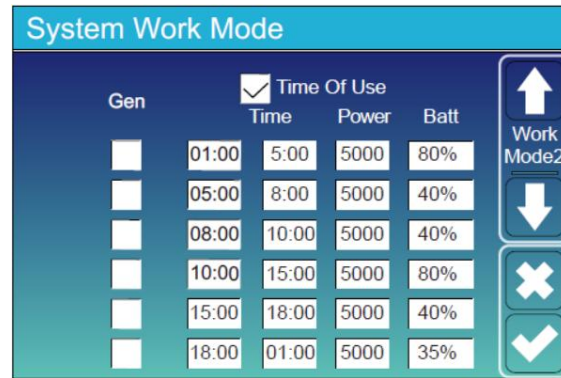 System Work Mode
Time Of Use
Gen Time Power Batt
01:00 5:00 5000 80%
05:00 8:00 5000 40%
08:00 10:00 5000 40%
10:00 15:00 5000 80%
15:00 18:00 5000 40%
18:00 01:00 5000 35%
Work
Mode2